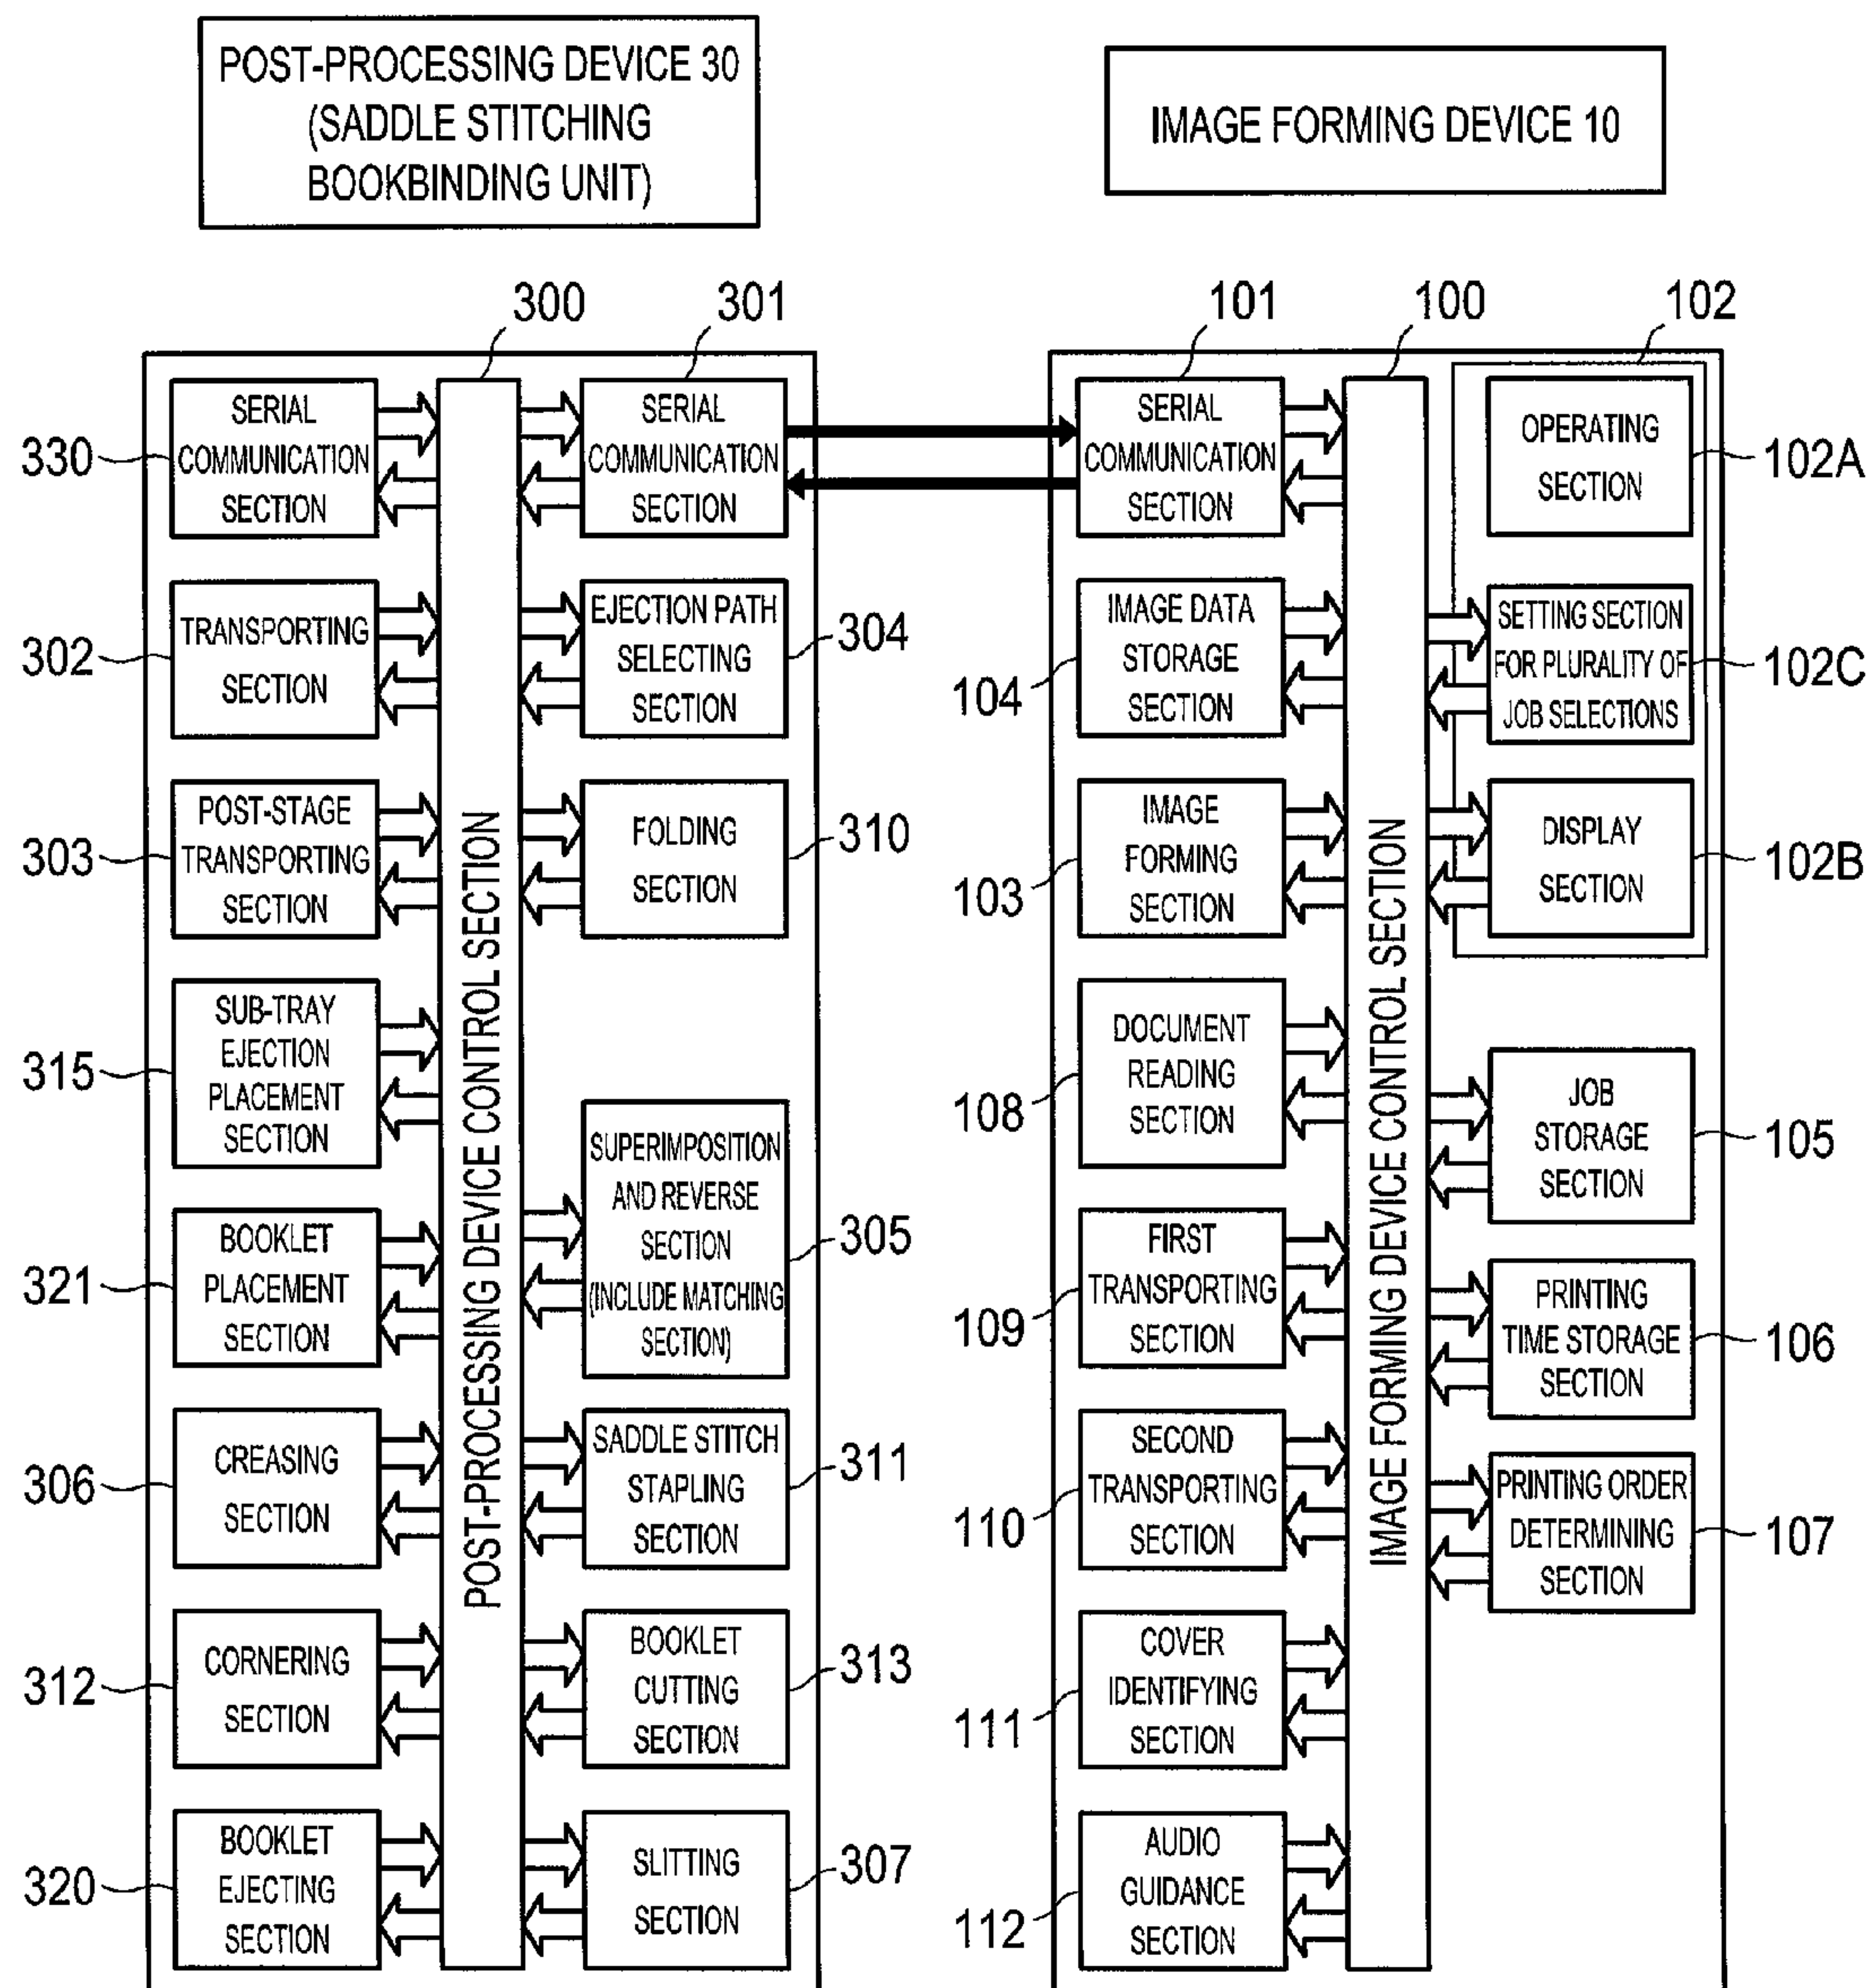 POST-PROCESSING DEVICE 30
(SADDLE STITCHING
BOOKBINDING UNIT)
IMAGE FORMING DEVICE 10
300
301
330
SERIAL
COMMUNICATION
SECTION
SERIAL
COMMUNICATION
SECTION
302
TRANSPORTING
SECTION
EJECTION PATH
SELECTING
SECTION
304
303
POST-STAGE
TRANSPORTING
SECTION
FOLDING
SECTION
310
315
SUB-TRAY
EJECTION
PLACEMENT
SECTION
POST-PROCESSING DEVICE CONTROL SECTION
321
BOOKLET
PLACEMENT
SECTION
SUPERIMPOSITION
AND REVERSE
SECTION
(INCLUDE MATCHING
SECTION)
305
306
CREASING
SECTION
SADDLE STITCH
STAPLING
SECTION
311
312
CORNERING
SECTION
BOOKLET
CUTTING
SECTION
313
320
BOOKLET
EJECTING
SECTION
SLITTING
SECTION
307
101
100
102
SERIAL
COMMUNICATION
SECTION
OPERATING
SECTION
102A
104
IMAGE DATA
STORAGE
SECTION
SETTING SECTION
FOR PLURALITY OF
JOB SELECTIONS
102C
103
IMAGE
FORMING
SECTION
DISPLAY
SECTION
102B
108
DOCUMENT
READING
SECTION
IMAGE FORMING DEVICE CONTROL SECTION
JOB
STORAGE
SECTION
105
109
FIRST
TRANSPORTING
SECTION
PRINTING
TIME STORAGE
SECTION
106
110
SECOND
TRANSPORTING
SECTION
PRINTING ORDER
DETERMINING
SECTION
107
111
COVER
IDENTIFYING
SECTION
112
AUDIO
GUIDANCE
SECTION